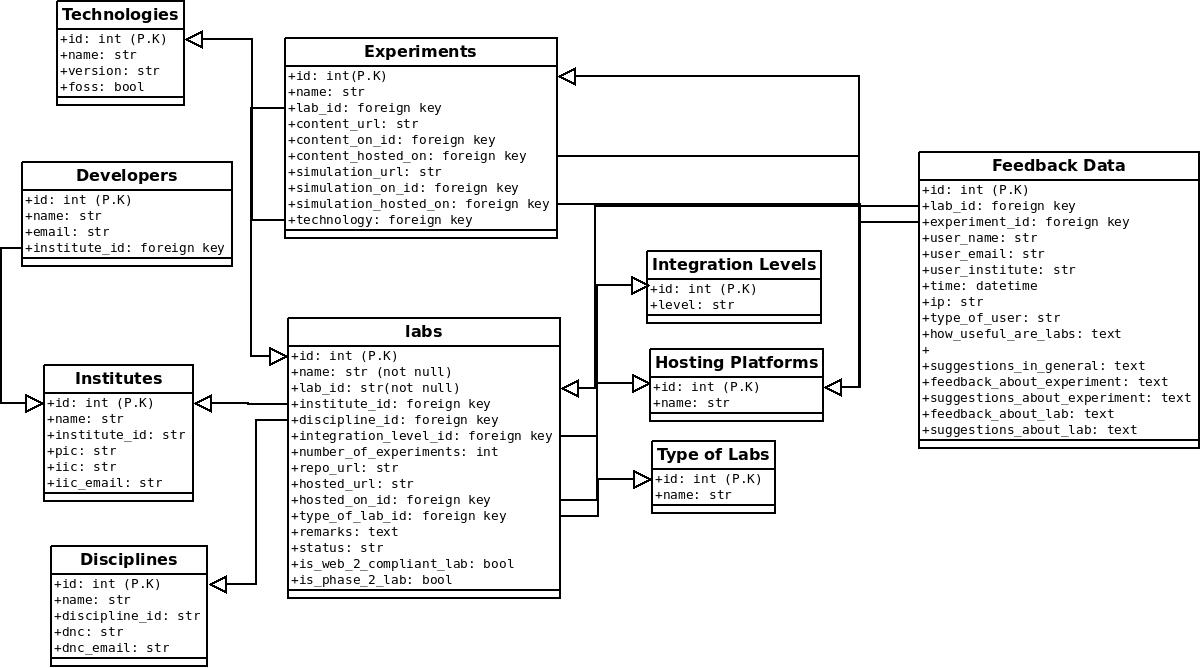 Technologies
+id: int (P.K)
+name: str
+version: str
+foss: bool
Experiments
+id: int(P.K)
+name: str
+lab_id: foreign key
+content_url: str
+content_on_id: foreign key
+content_hosted_on: foreign key
+simulation_url: str
+simulation_on_id: foreign key
+simulation_hosted_on: foreign key
+technology: foreign key
Developers
+id: int (P.K)
+name: str
+email: str
+institute_id: foreign key
Feedback Data
+id: int (P.K)
+lab_id: foreign key
+experiment_id: foreign key
+user_name: str
+user_email: str
+user_institute: str
+time: datetime
+ip: str
+type_of_user: str
+how_useful_are_labs: text
+
+suggestions_in_general: text
+feedback_about_experiment: text
+suggestions_about_experiment: text
+feedback_about_lab: text
+suggestions_about_lab: text
Integration Levels
+id: int (P.K)
+level: str
labs
+id: int (P.K)
+name: str (not null)
+lab_id: str(not null)
+institute_id: foreign key
+discipline_id: foreign key
+integration_level_id: foreign key
+number_of_experiments: int
+repo_url: str
+hosted_url: str
+hosted_on_id: foreign key
+type_of_lab_id: foreign key
+remarks: text
+status: str
+is_web_2_compliant_lab: bool
+is_phase_2_lab: bool
Hosting Platforms
+id: int (P.K)
+name: str
Institutes
+id: int (P.K)
+name: str
+institute_id: str
+pic: str
+iic: str
+iic_email: str
Type of Labs
+id: int (P.K)
+name: str
Disciplines
+id: int (P.K)
+name: str
+discipline_id: str
+dnc: str
+dnc_email: str